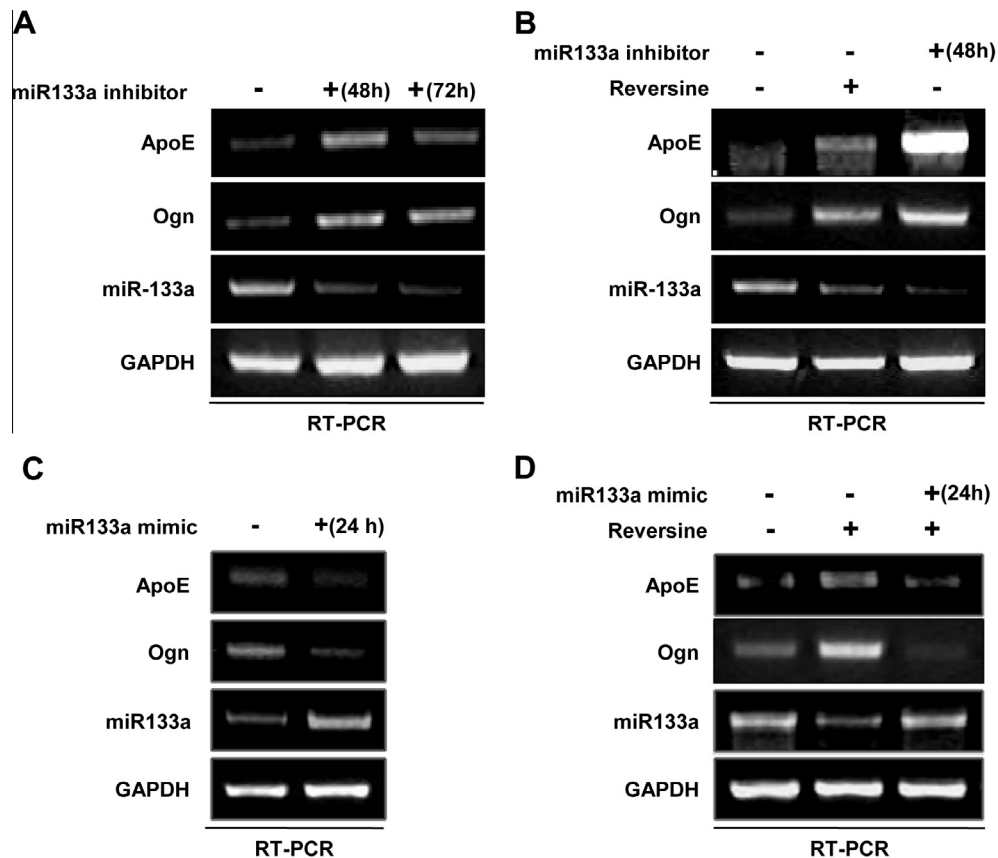 A
miR133a inhibitor - +(48h) +(72h)
ApoE
Ogn
miR-133a
GAPDH
RT-PCR
B
miR133a inhibitor - - +(48h)
Reversine - + -
ApoE
Ogn
miR-133a
GAPDH
RT-PCR
C
miR133a mimic - +(24 h)
ApoE
Ogn
miR133a
GAPDH
RT-PCR
D
miR133a mimic - - +(24h)
Reversine - + +
ApoE
Ogn
miR133a
GAPDH
RT-PCR